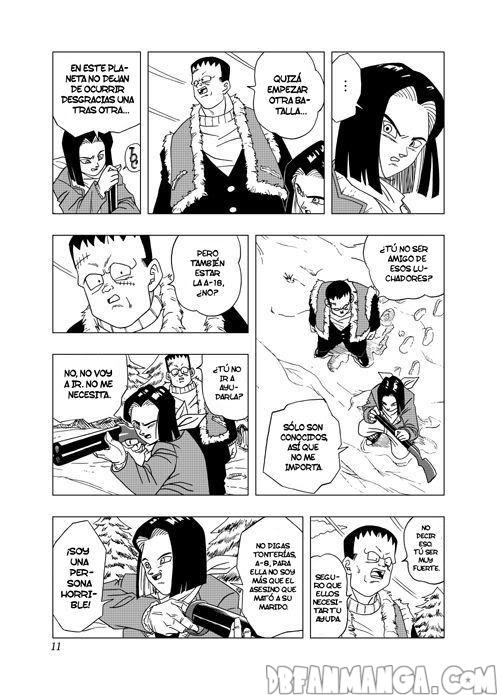 ...
QUIZÁ
EMPEZAR
OTRA BA-
TALLA...
EN ESTE PLA-
NETA NO DEJAN
DE OCURRIR
DESGRACIAS UNA
TRAS OTRA...
¿TÚ NO SER
AMIGO DE
ESOS LU-
CHADORES?
SÓLO SON
CONOCIDOS,
ASÍ QUE
NO ME
IMPORTA.
PERO
TAMBIÉN
ESTAR
LA A-18,
¿NO?
¿TÚ NO
IR A
AYU-
DARLA?
NO, NO VOY
A IR. NO ME
NECESITA.
NO
DECIR
ESO.
TÚ SER
MUY
FUERTE.
SEGU-
RO QUE
ELLOS
NECESI-
TAR TU
AYUDA.
NO DIGAS
TONTERÍAS,
A-8, PARA
ELLA NO SOY
MÁS QUE EL
ASESINO QUE
MATÓ A SU
MARIDO.
¡SOY
UNA
PER-
SONA
HORRI-
BLE!
11
DBFANMANGA.COM